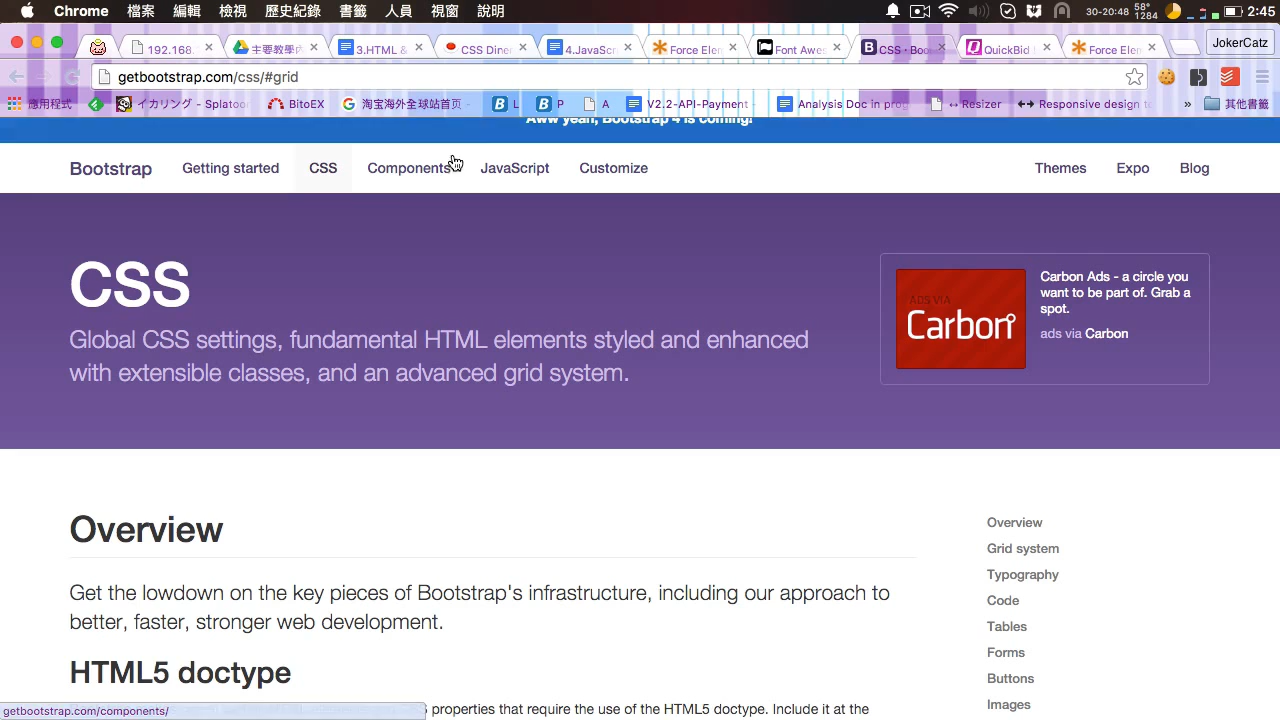 Chrome 檔案 編輯 檢視 歷史紀錄 書籤 人員 視窗 說明 30-20:48 58° 1284 2:45
192.168. 主要教學內 3.HTML & CSS Diner 4.JavaScr Force Elen Font Awes CSS · Boo QuickBid Force Elen JokerCatz
getbootstrap.com/css/#grid
應用程式 イカリング - Splatoon BitoEX 淘宝海外全球站首页 L P A V2.2-API-Payment Analysis Doc in prog ↔ Resizer Responsive design t » 其他書籤
Aww yeah, Bootstrap 4 is coming!
Bootstrap Getting started CSS Components JavaScript Customize Themes Expo Blog
CSS
Global CSS settings, fundamental HTML elements styled and enhanced
with extensible classes, and an advanced grid system.
ADS VIA
Carbon
Carbon Ads - a circle you
want to be part of. Grab a
spot.
ads via Carbon
Overview
Get the lowdown on the key pieces of Bootstrap's infrastructure, including our approach to
better, faster, stronger web development.
HTML5 doctype
properties that require the use of the HTML5 doctype. Include it at the
Overview
Grid system
Typography
Code
Tables
Forms
Buttons
Images
getbootstrap.com/components/